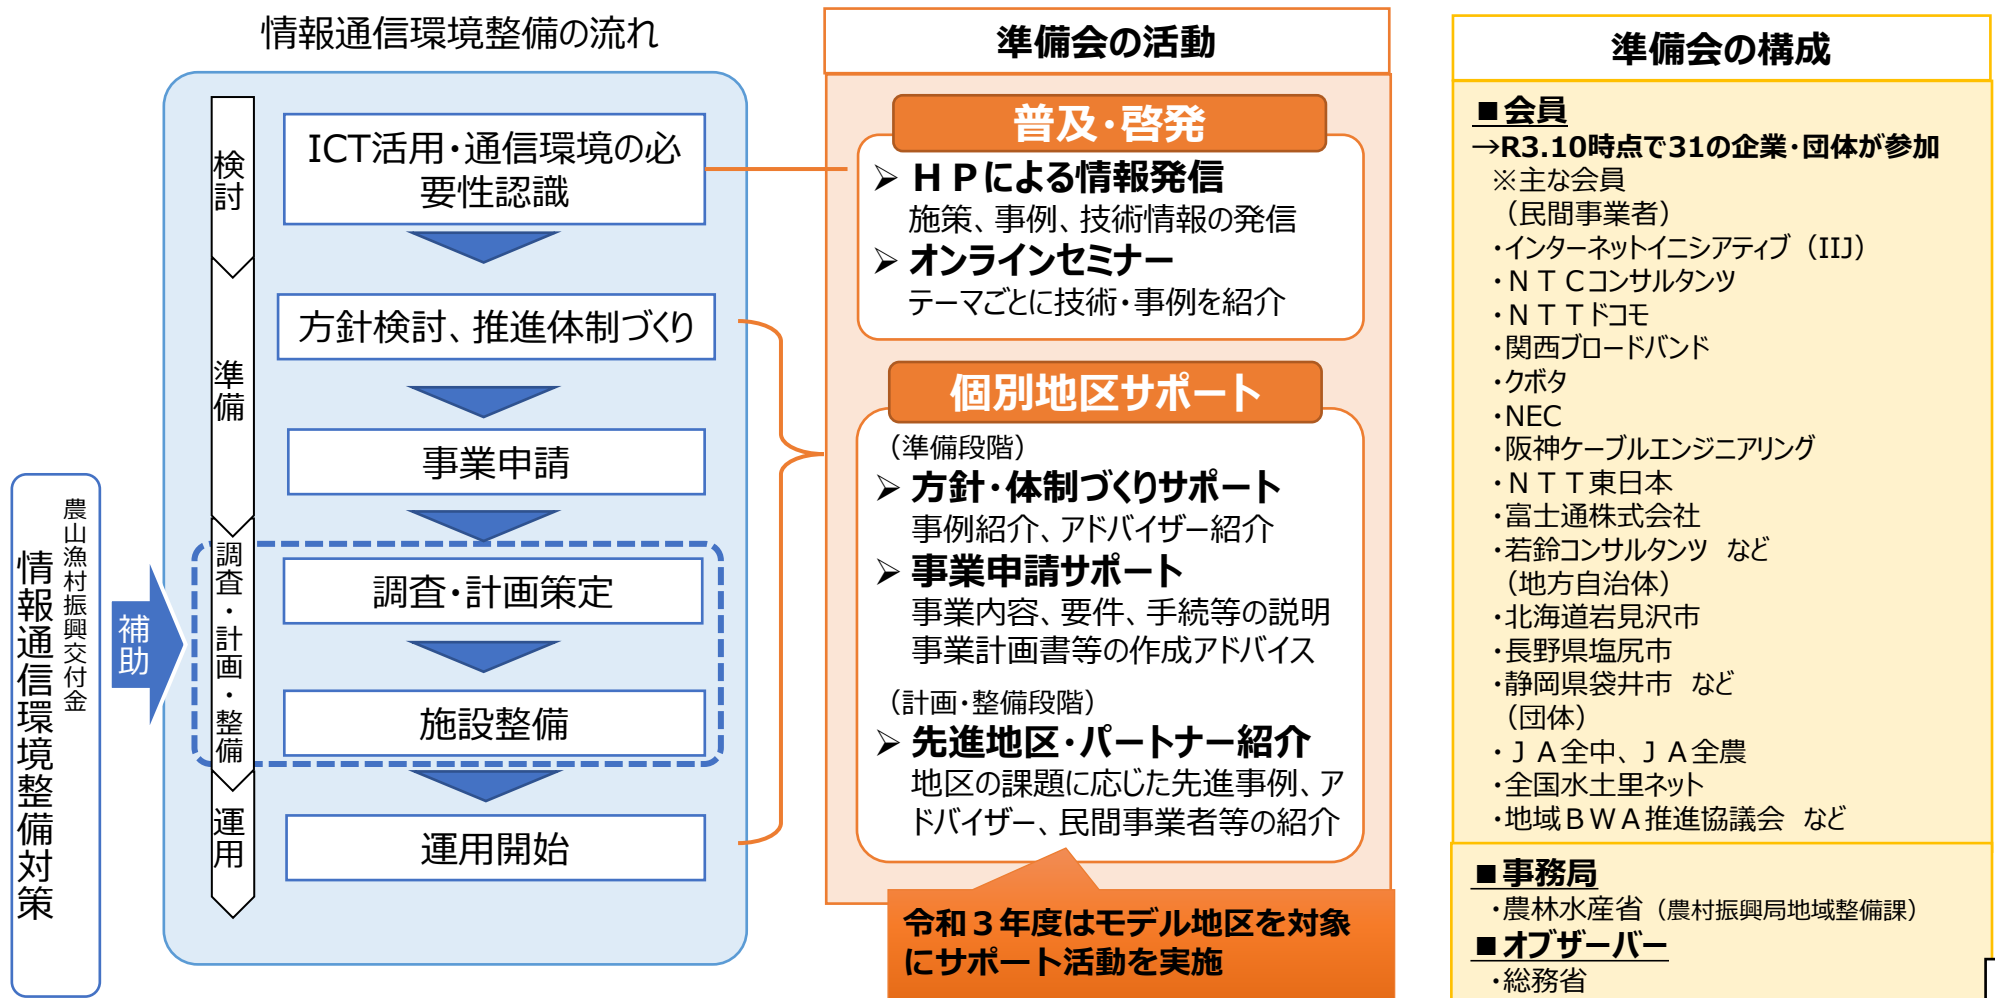 情報通信環境整備の流れ
検討
準備
調査・計画・整備
運用
ICT活用・通信環境の必
要性認識
方針検討、推進体制づくり
事業申請
調査・計画策定
施設整備
運用開始
農山漁村振興交付金
情報通信環境整備対策
補助
準備会の活動
普及・啓発
➢ ＨＰによる情報発信
施策、事例、技術情報の発信
➢ オンラインセミナー
テーマごとに技術・事例を紹介
個別地区サポート
（準備段階）
➢ 方針・体制づくりサポート
事例紹介、アドバイザー紹介
➢ 事業申請サポート
事業内容、要件、手続等の説明
事業計画書等の作成アドバイス
（計画・整備段階）
➢ 先進地区・パートナー紹介
地区の課題に応じた先進事例、ア
ドバイザー、民間事業者等の紹介
令和３年度はモデル地区を対象
にサポート活動を実施
準備会の構成
■会員
→R3.10時点で31の企業・団体が参加
※主な会員
（民間事業者）
・インターネットイニシアティブ（IIJ）
・ＮＴＣコンサルタンツ
・ＮＴＴドコモ
・関西ブロードバンド
・クボタ
・NEC
・阪神ケーブルエンジニアリング
・ＮＴＴ東日本
・富士通株式会社
・若鈴コンサルタンツ など
（地方自治体）
・北海道岩見沢市
・長野県塩尻市
・静岡県袋井市 など
（団体）
・ＪＡ全中、ＪＡ全農
・全国水土里ネット
・地域ＢＷＡ推進協議会 など
■事務局
・農林水産省（農村振興局地域整備課）
■オブザーバー
・総務省